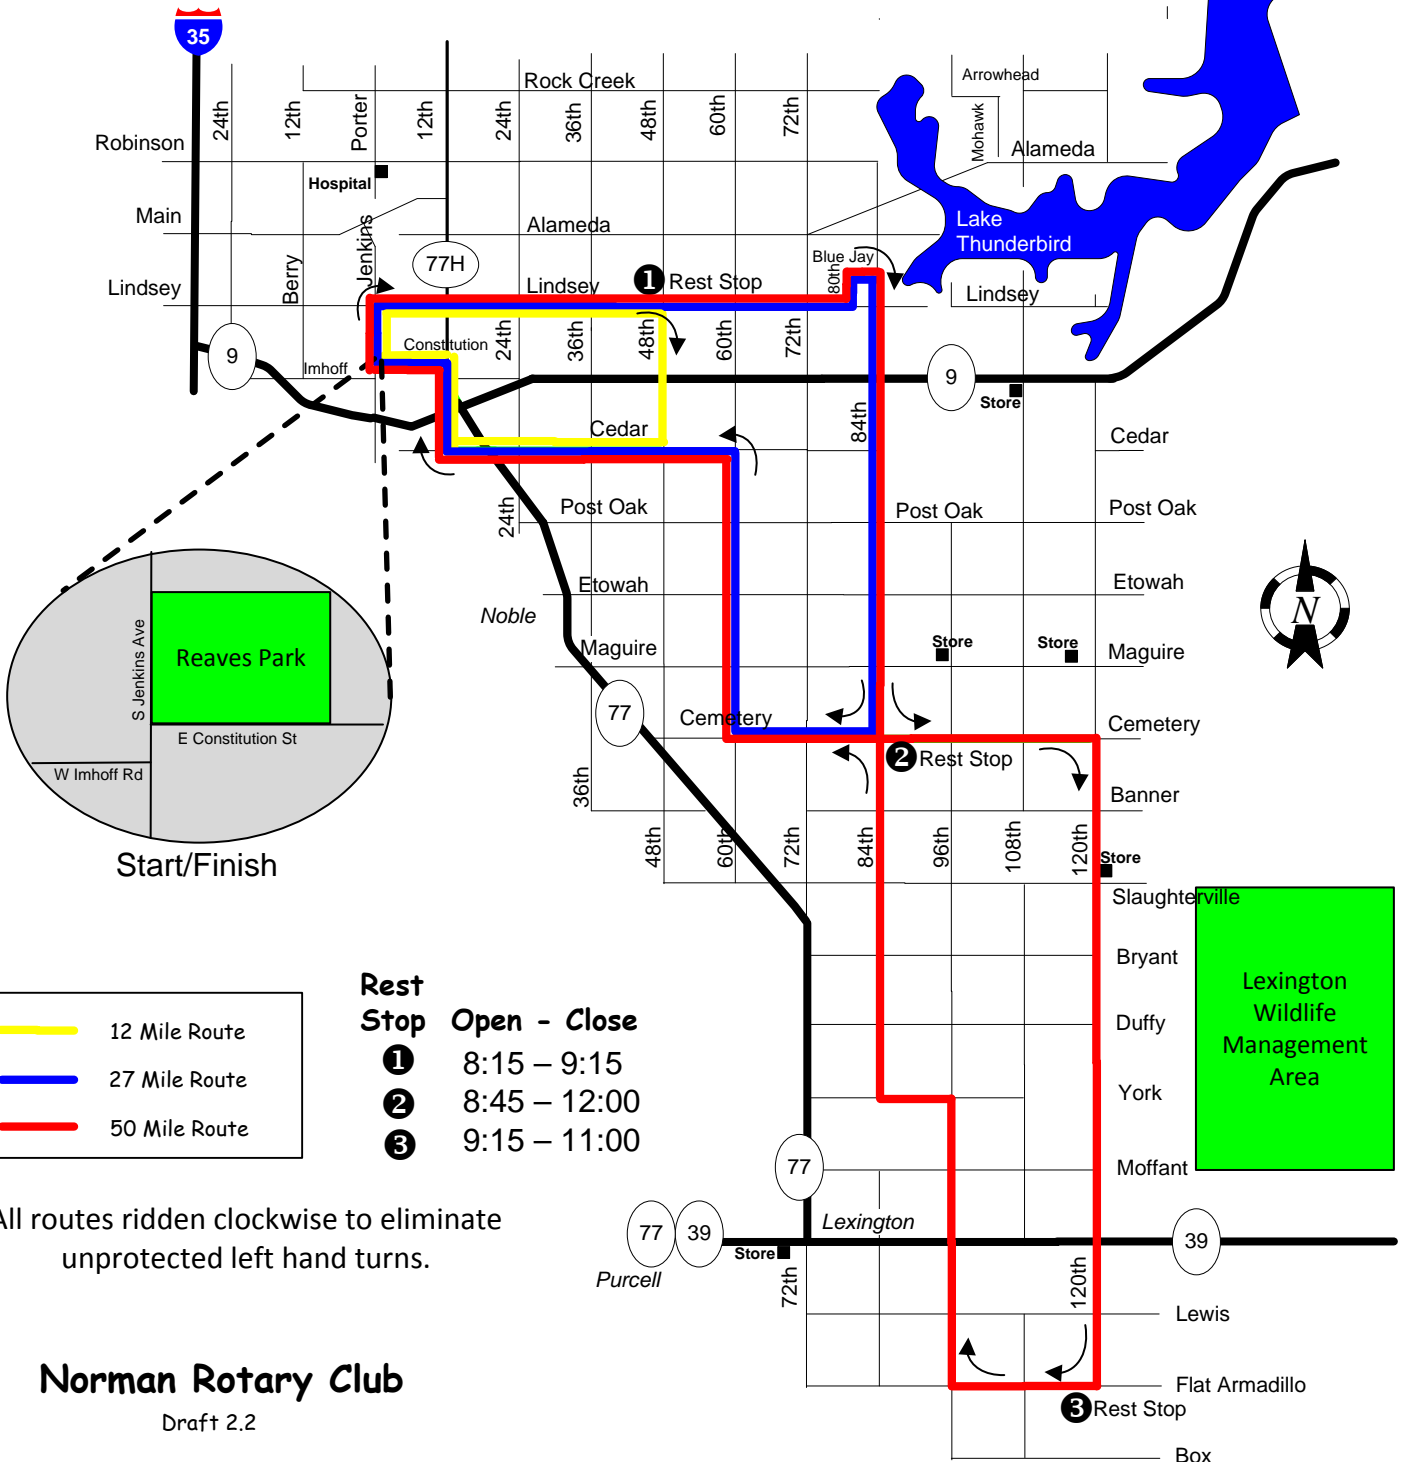 35
Rock Creek
Arrowhead
24th
12th
Porter
12th
24th
36th
48th
60th
72th
Mohawk
Robinson
Alameda
Hospital
Main
Jenkins
Alameda
Lake
Thunderbird
77H
Berry
Blue Jay
80th
Lindsey
Lindsey
1 Rest Stop
Lindsey
9
Imhoff
Constitution
24th
36th
48th
60th
72th
9
Store
84th
Cedar
Cedar
24th
Post Oak
Post Oak
Post Oak
Etowah
Etowah
Noble
N
S Jenkins Ave
Reaves Park
Maguire
Store
Store
Maguire
77
Cemetery
Cemetery
E Constitution St
2 Rest Stop
W Imhoff Rd
36th
Banner
48th
60th
72th
84th
96th
108th
120th
Store
Start/Finish
Slaughterville
Bryant
Lexington
Wildlife
Management
Area
Rest
Stop Open - Close
1 8:15 – 9:15
2 8:45 – 12:00
3 9:15 – 11:00
12 Mile Route
27 Mile Route
50 Mile Route
Duffy
York
Moffant
77
All routes ridden clockwise to eliminate
unprotected left hand turns.
77
39
Lexington
39
Store
Purcell
72th
120th
Lewis
Flat Armadillo
3 Rest Stop
Box
Norman Rotary Club
Draft 2.2